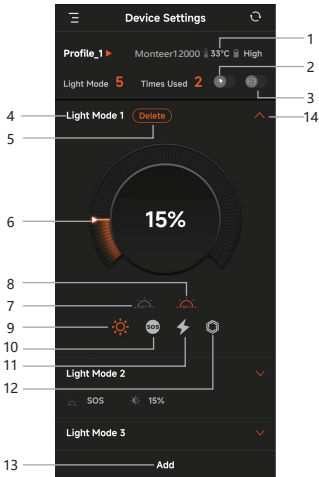 Device Settings
Profile_1 Monteer12000 33°C High
Light Mode 5 Times Used 2
Light Mode 1 Delete
15%
SOS
Light Mode 2
SOS 15%
Light Mode 3
Add
1
2
3
4
5
6
7
8
9
10
11
12
13
14